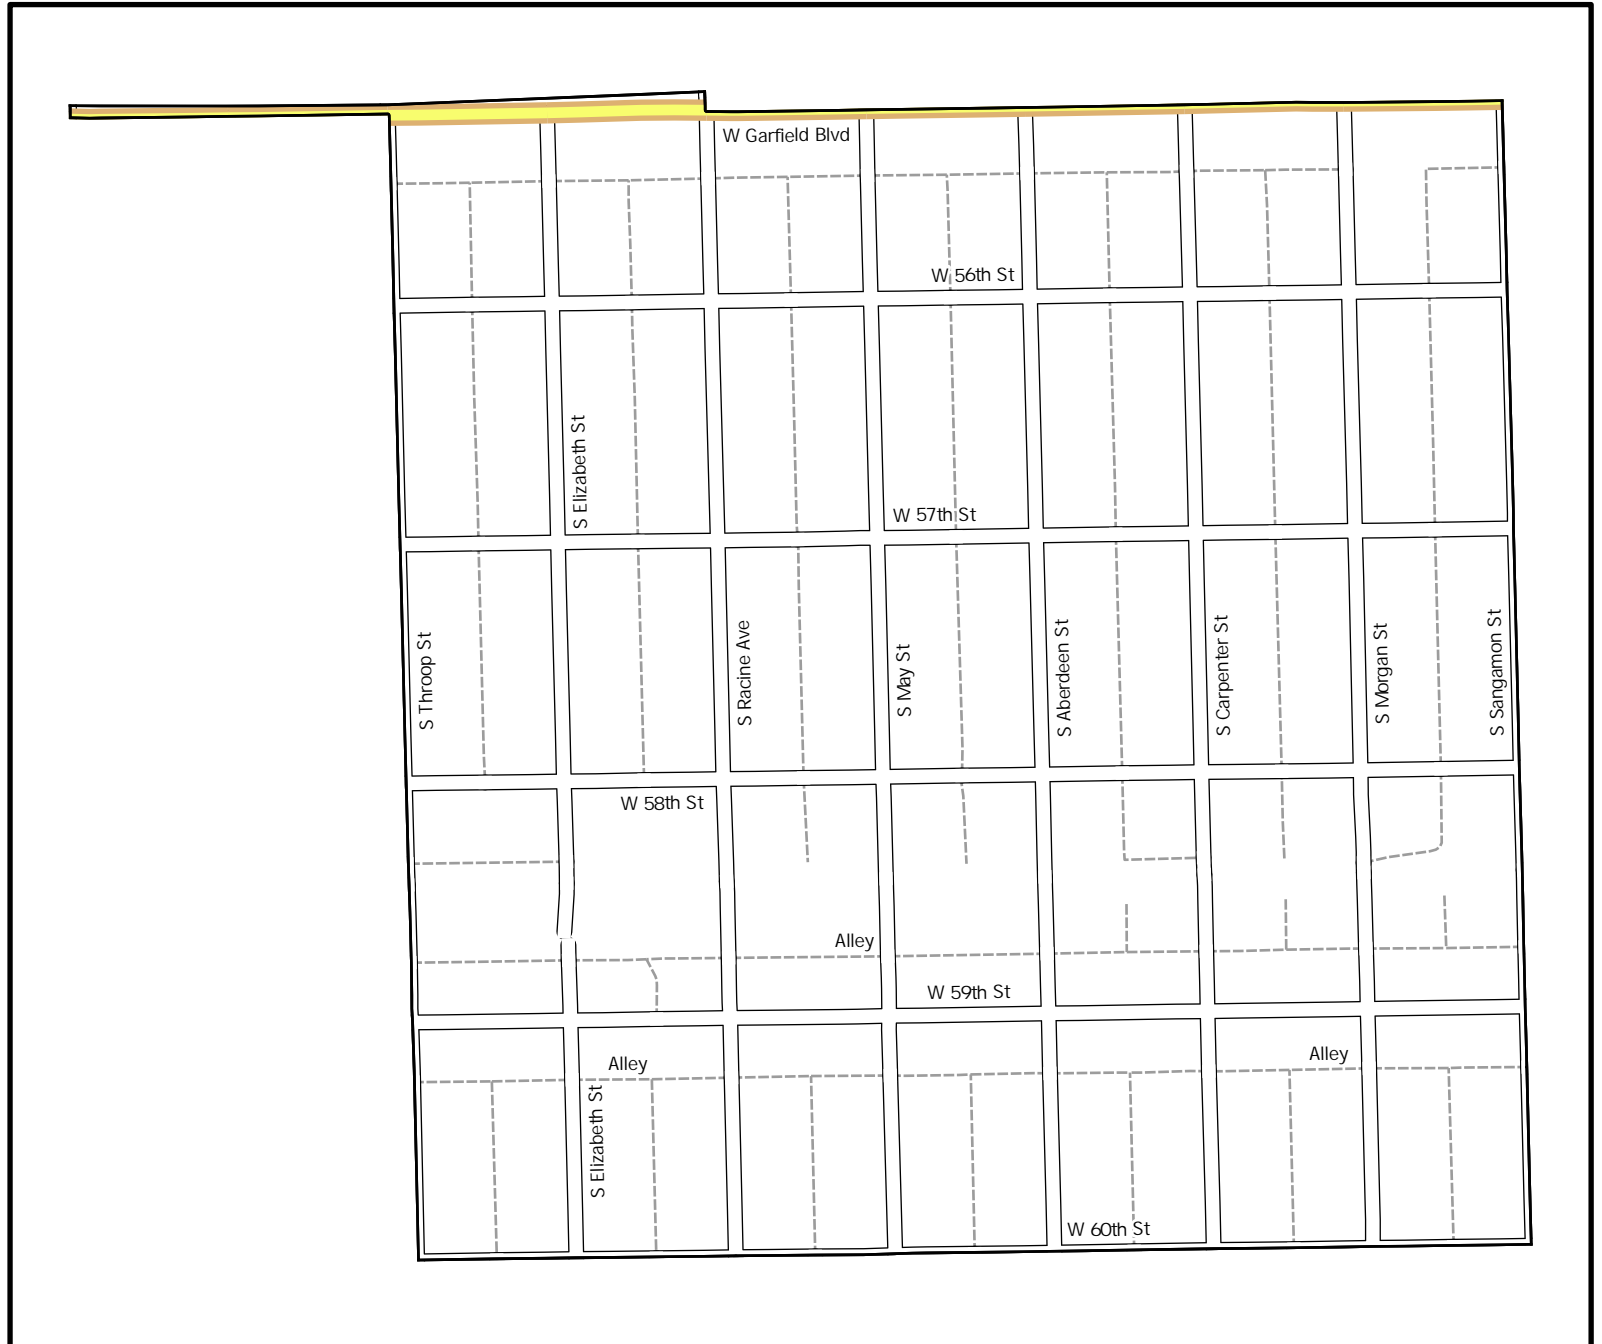 W Garfield Blvd
W 56th St
S Elizabeth St
W 57th St
S Throop St
S Racine Ave
S May St
S Aberdeen St
S Carpenter St
S Morgan St
S Sangamon St
W 58th St
Alley
W 59th St
Alley
Alley
S Elizabeth St
W 60th St